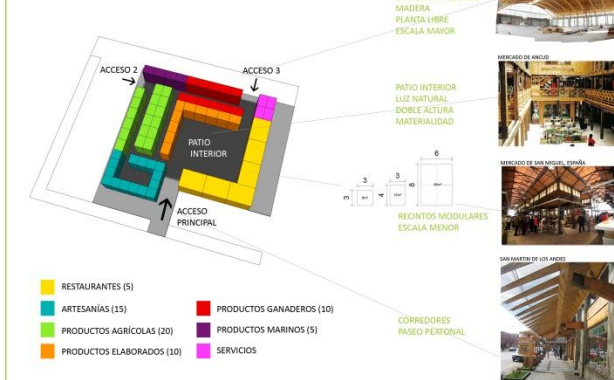 MADERA
PLANTA LIBRE
ESCALA MAYOR
MERCADO DE ANCUD
ACCESO 2
ACCESO 3
PATIO INTERIOR
LUZ NATURAL
DOBLE ALTURA
MATERIALIDAD
PATIO
INTERIOR
MERCADO DE SAN MIGUEL, ESPAÑA
6
3
3
8
3
4
ACCESO
PRINCIPAL
RECINTOS MODULARES
ESCALA MENOR
SAN MARTIN DE LOS ANDES
RESTAURANTES (5)
ARTESANÍAS (15)
PRODUCTOS GANADEROS (10)
PRODUCTOS AGRÍCOLAS (20)
PRODUCTOS MARINOS (5)
PRODUCTOS ELABORADOS (10)
SERVICIOS
CORREDORES
PASEO PEATONAL